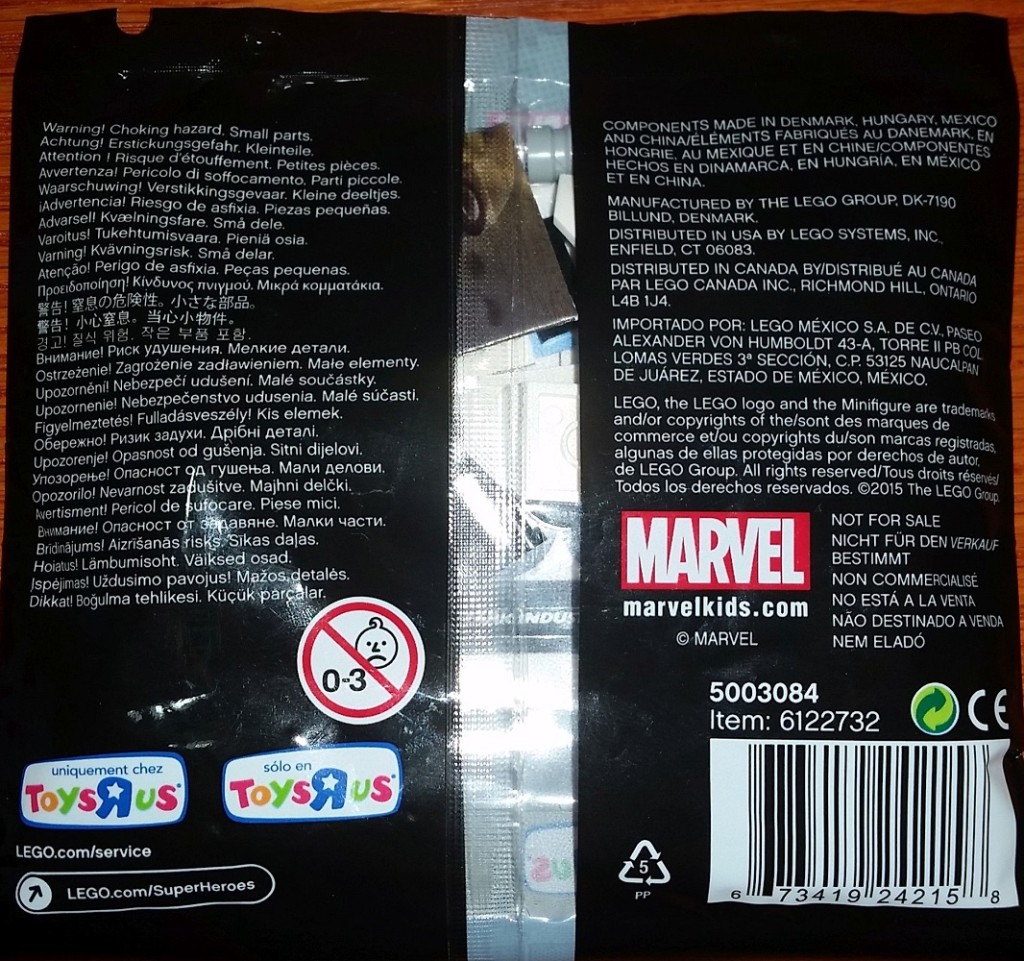 Warning! Choking hazard. Small parts.
Achtung! Erstickungsgefahr. Kleinteile.
Attention ! Risque d'étouffement. Petites pièces.
Avvertenza! Pericolo di soffocamento. Parti piccole.
Waarschuwing! Verstikkingsgevaar. Kleine deeltjes.
¡Advertencia! Riesgo de asfixia. Piezas pequeñas.
Advarsel! Kvælningsfare. Små dele.
Varoitus! Tukehtumisvaara. Pieniä osia.
Varning! Kvävningsrisk. Små delar.
Atenção! Perigo de asfixia. Peças pequenas.
Προειδοποίηση! Κίνδυνος πνιγμού. Μικρά κομματάκια.
警告! 窒息の危険性。小さな部品。
警告! 小心窒息。当心小物件。
경고! 질식 위험. 작은 부품 포함.
Внимание! Риск удушения. Мелкие детали.
Ostrzeżenie! Zagrożenie zadławieniem. Małe elementy.
Upozornění! Nebezpečí udušení. Malé součástky.
Upozornenie! Nebezpečenstvo udusenia. Malé súčasti.
Figyelmeztetés! Fulladásveszély! Kis elemek.
Обережно! Ризик задухи. Дрібні деталі.
Upozorenje! Opasnost od gušenja. Sitni dijelovi.
Упозорење! Опасност од гушења. Мали делови.
Opozorilo! Nevarnost zadušitve. Majhni delčki.
Avertisment! Pericol de sufocare. Piese mici.
Внимание! Опасност от задавяне. Малки части.
Brīdinājums! Aizrīšanās risks. Sīkas daļas.
Hoiatus! Lämbumisoht. Väiksed osad.
Įspėjimas! Uždusimo pavojus! Mažos detalės.
Dikkat! Boğulma tehlikesi. Küçük parçalar.
0-3
uniquement chez
TOYS R US
sólo en
TOYS R US
LEGO.com/service
LEGO.com/SuperHeroes
COMPONENTS MADE IN DENMARK, HUNGARY, MEXICO
AND CHINA/ÉLÉMENTS FABRIQUÉS AU DANEMARK, EN
HONGRIE, AU MEXIQUE ET EN CHINE/COMPONENTES
HECHOS EN DINAMARCA, EN HUNGRÍA, EN MÉXICO
ET EN CHINA.
MANUFACTURED BY THE LEGO GROUP, DK-7190
BILLUND, DENMARK.
DISTRIBUTED IN USA BY LEGO SYSTEMS, INC.,
ENFIELD, CT 06083.
DISTRIBUTED IN CANADA BY/DISTRIBUÉ AU CANADA
PAR LEGO CANADA INC., RICHMOND HILL, ONTARIO
L4B 1J4.
IMPORTADO POR: LEGO MÉXICO S.A. DE C.V., PASEO
ALEXANDER VON HUMBOLDT 43-A, TORRE II PB COL.
LOMAS VERDES 3ª SECCIÓN, C.P. 53125 NAUCALPAN
DE JUÁREZ, ESTADO DE MÉXICO, MÉXICO.
LEGO, the LEGO logo and the Minifigure are trademarks
and/or copyrights of the/sont des marques de
commerce et/ou copyrights du/son marcas registradas,
algunas de ellas protegidas por derechos de autor,
de LEGO Group. All rights reserved/Tous droits réservés/
Todos los derechos reservados. ©2015 The LEGO Group.
MARVEL
marvelkids.com
© MARVEL
NOT FOR SALE
NICHT FÜR DEN VERKAUF
BESTIMMT
NON COMMERCIALISÉ
NO ESTÁ A LA VENTA
NÃO DESTINADO A VENDA
NEM ELADÓ
5003084
Item: 6122732
CE
5
PP
6 73419 24215 8